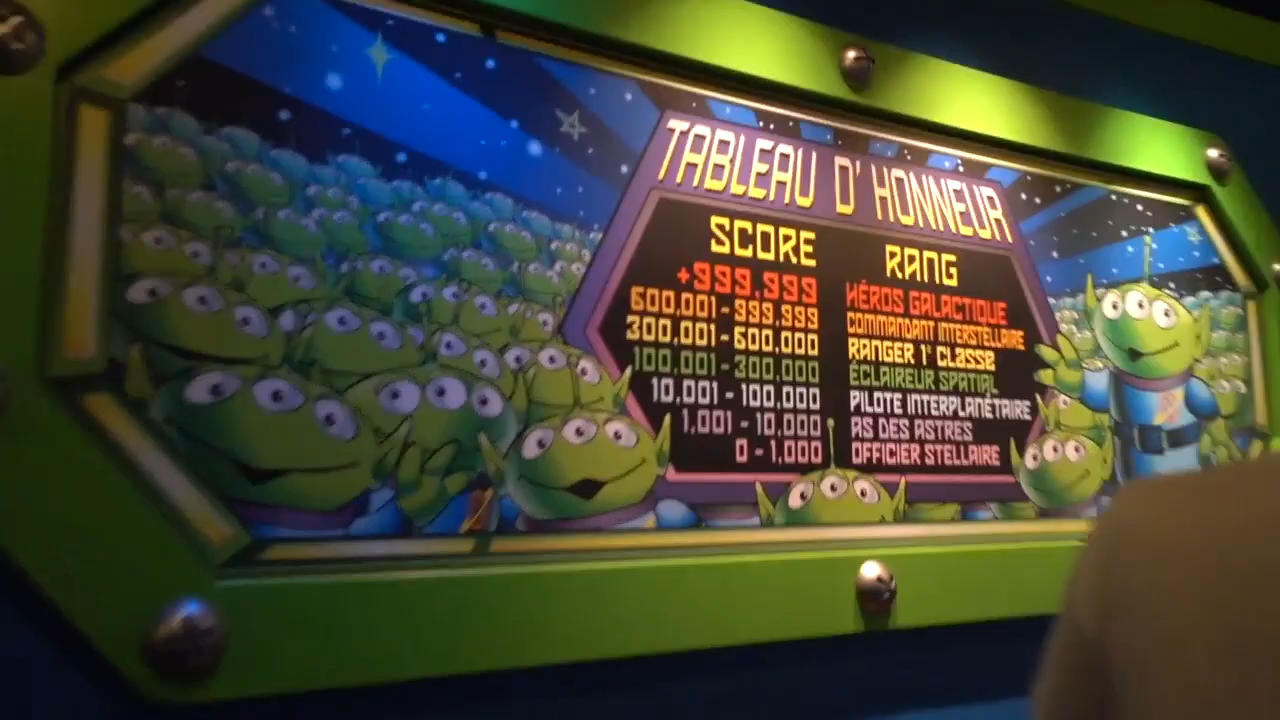 TABLEAU D'HONNEUR
SCORE RANG
+999,999 HÉROS GALACTIQUE
600,001 - 999,999 COMMANDANT INTERSTELLAIRE
300,001 - 600,000 RANGER 1e CLASSE
100,001 - 300,000 ÉCLAIREUR SPATIAL
10,001 - 100,000 PILOTE INTERPLANÉTAIRE
1,001 - 10,000 AS DES ASTRES
0 - 1,000 OFFICIER STELLAIRE